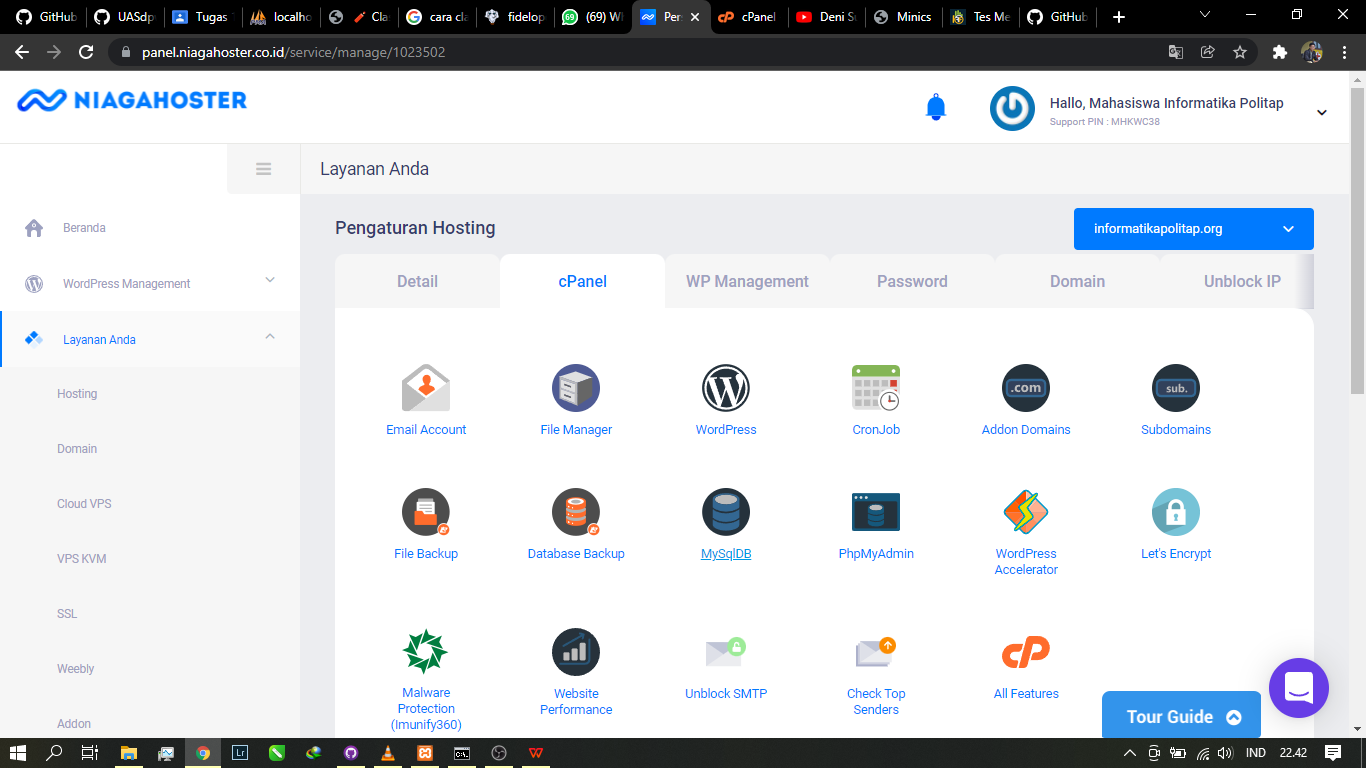 GitHub
UASdp
Tugas
localho
Cla
cara cla
fidelop
(69) W
Per
cPanel
Deni S
Minics
Tes Me
GitHub
panel.niagahoster.co.id/service/manage/1023502
NIAGAHOSTER
Hallo, Mahasiswa Informatika Politap
Support PIN : MHKWC38
Layanan Anda
Beranda
WordPress Management
Layanan Anda
Hosting
Domain
Cloud VPS
VPS KVM
SSL
Weebly
Addon
Pengaturan Hosting
informatikapolitap.org
Detail
cPanel
WP Management
Password
Domain
Unblock IP
Email Account
File Manager
WordPress
CronJob
.com
Addon Domains
sub.
Subdomains
File Backup
Database Backup
MySqlDB
PhpMyAdmin
WordPress
Accelerator
Let's Encrypt
Malware
Protection
(Imunify360)
Website
Performance
Unblock SMTP
Check Top
Senders
cP
All Features
Tour Guide
IND
22.42